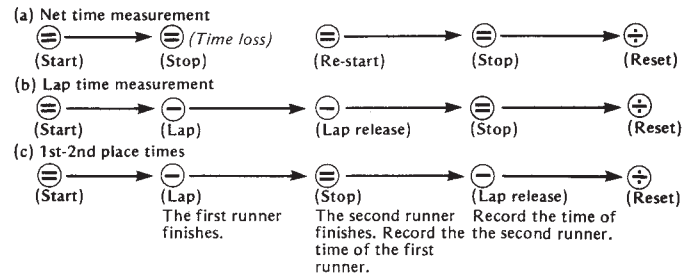 (a) Net time measurement
= = (Time loss) = = ÷
(Start) (Stop) (Re-start) (Stop) (Reset)
(b) Lap time measurement
= − − = ÷
(Start) (Lap) (Lap release) (Stop) (Reset)
(c) 1st-2nd place times
= − = − ÷
(Start) (Lap) (Stop) (Lap release) (Reset)
The first runner The second runner Record the time of
finishes. finishes. Record the the second runner.
time of the first
runner.